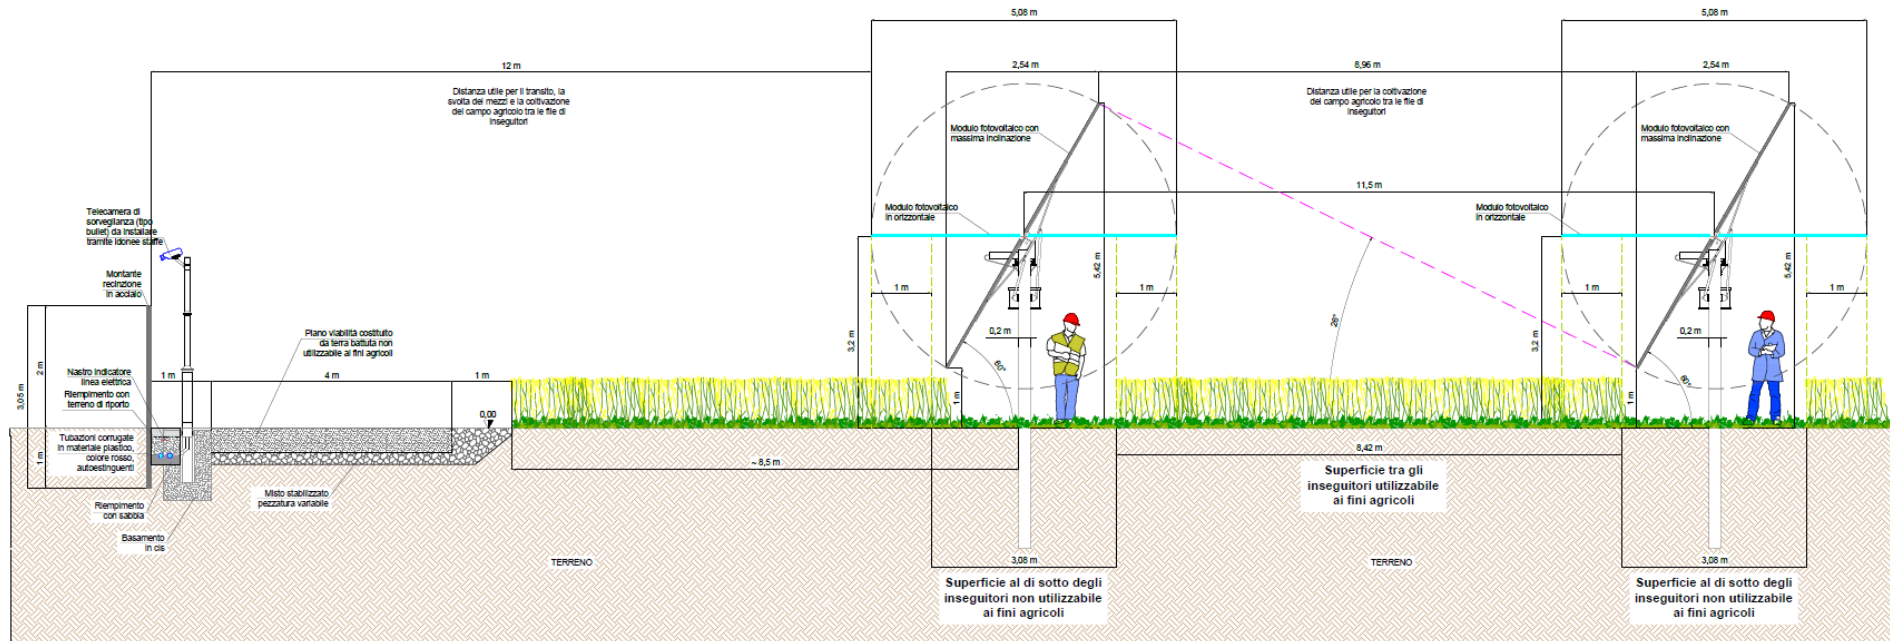 5,08 m
5,08 m
12 m
2,54 m
8,96 m
2,54 m
Distanza utile per il transito, la
svolta dei mezzi e la coltivazione
del campo agricolo tra le file di
inseguitori
Distanza utile per la coltivazione
del campo agricolo tra le file di
inseguitori
Modulo fotovoltaico con
massima inclinazione
Modulo fotovoltaico con
massima inclinazione
11,5 m
Telecamera di
sorveglianza (tipo
bullet) da installare
tramite idonee staffe
Modulo fotovoltaico
in orizzontale
Modulo fotovoltaico
in orizzontale
Montante
recinzione
in acciaio
5,42 m
5,42 m
1 m
1 m
1 m
1 m
Plano viabilità costituito
da terra battuta non
utilizzabile ai fini agricoli
3,2 m
0,2 m
26°
3,2 m
0,2 m
Nastro indicatore
linea elettrica
Riempimento con
terreno di riporto
1 m
4 m
1 m
60°
60°
3,05 m
2 m
1 m
1 m
0,00
Tubazioni corrugate
in materiale plastico,
colore rosso,
autoestinguenti
1 m
~ 8,5 m
8,42 m
Superficie tra gli
inseguitori utilizzabile
ai fini agricoli
Riempimento
con sabbia
Misto stabilizzato
pezzatura variabile
Basamento
in cls
TERRENO
3,08 m
TERRENO
3,08 m
Superficie al di sotto degli
inseguitori non utilizzabile
ai fini agricoli
Superficie al di sotto degli
inseguitori non utilizzabile
ai fini agricoli